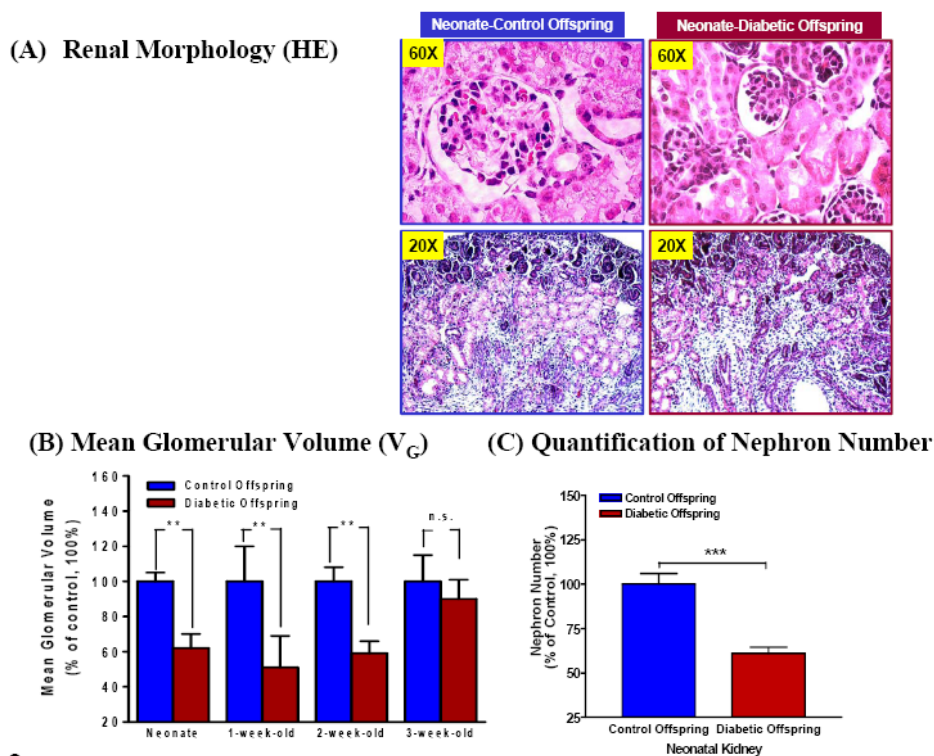 Neonate-Control Offspring
Neonate-Diabetic Offspring
(A) Renal Morphology (HE)
60X
60X
20X
20X
(B) Mean Glomerular Volume (VG)
(C) Quantification of Nephron Number
Mean Glomerular Volume
(% of control, 100%)
160
140
120
100
80
60
40
20
Control Offspring
Diabetic Offspring
**
**
**
n.s.
Neonate
1-week-old
2-week-old
3-week-old
Nephron Number
(% of Control, 100%)
150
125
100
75
50
25
Control Offspring
Diabetic Offspring
***
Control Offspring
Diabetic Offspring
Neonatal Kidney